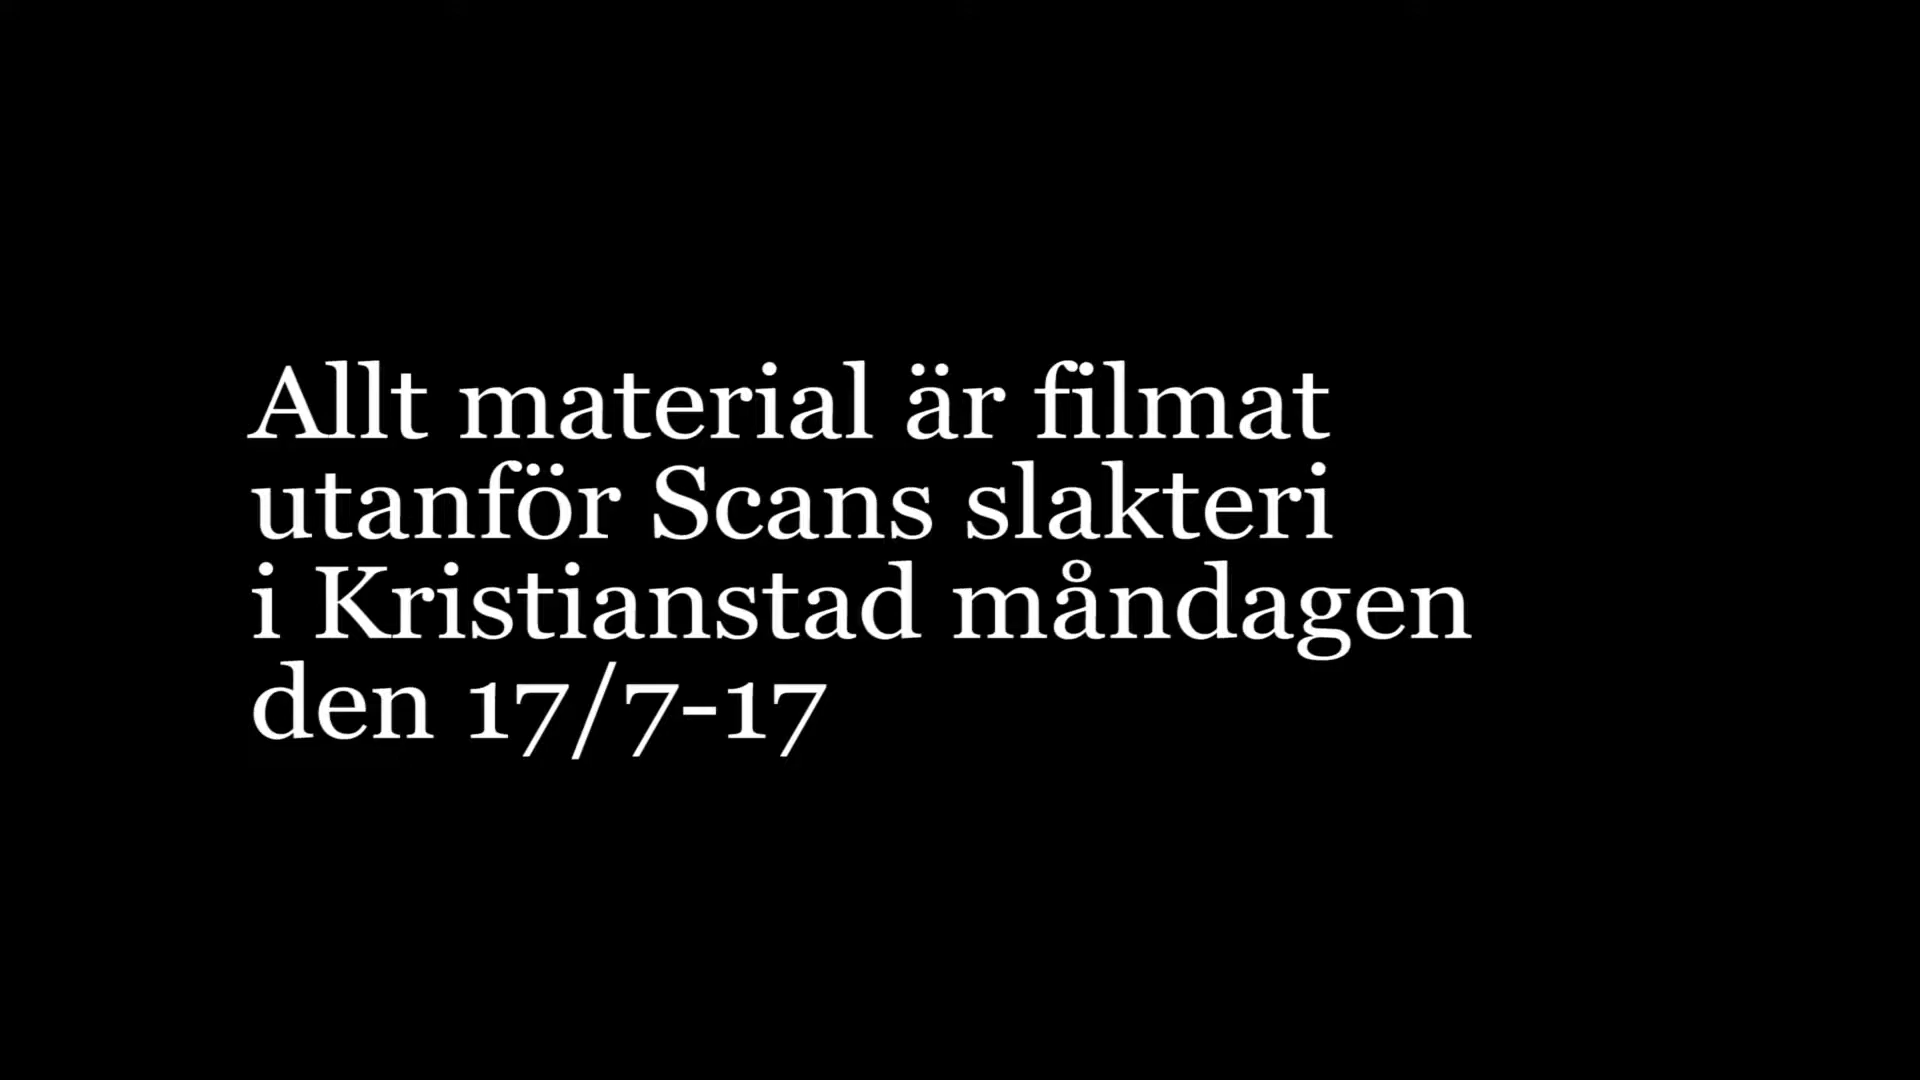 Allt material är filmat
utanför Scans slakteri
i Kristianstad måndagen
den 17/7-17